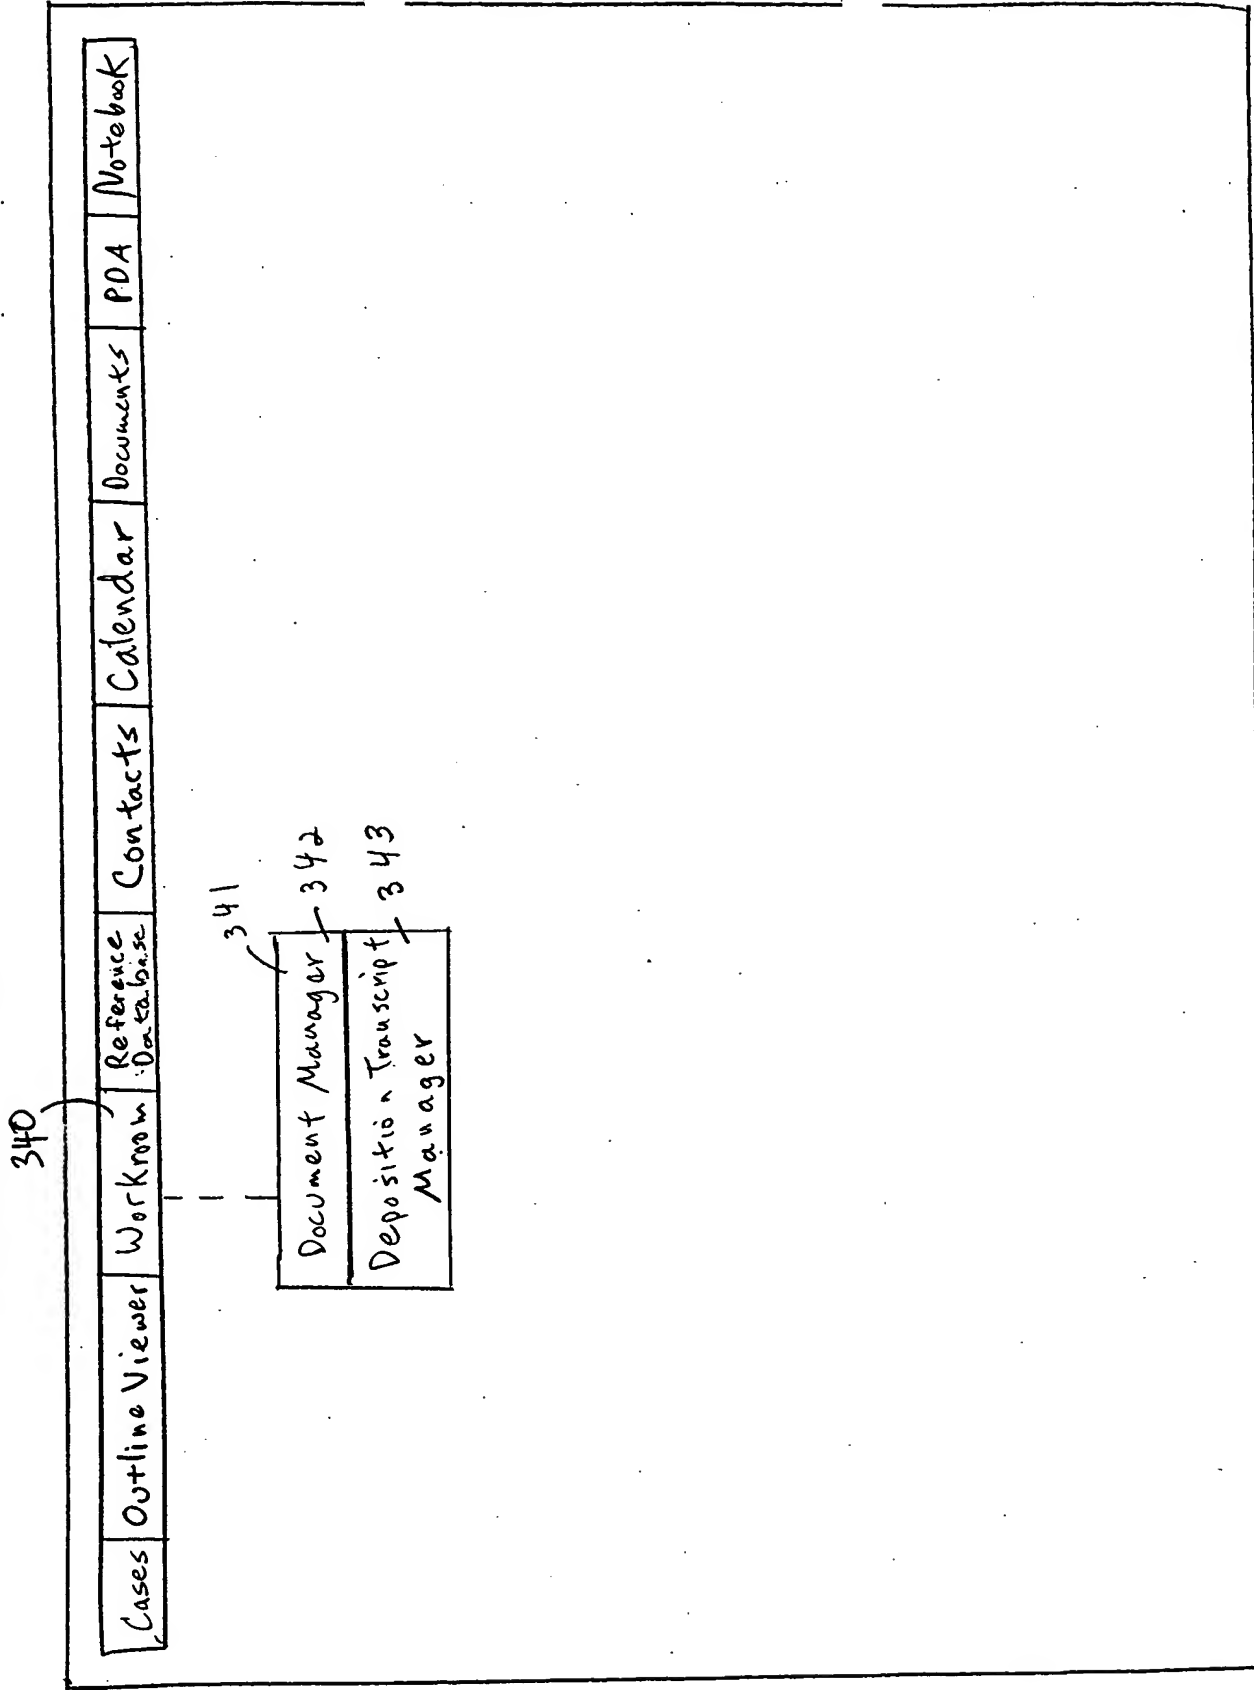 340
Cases Outline Viewer Workroom Reference Database Contacts Calendar Documents PDA Notebook
341
Document Manager 342
Deposition Transcript 343
Manager